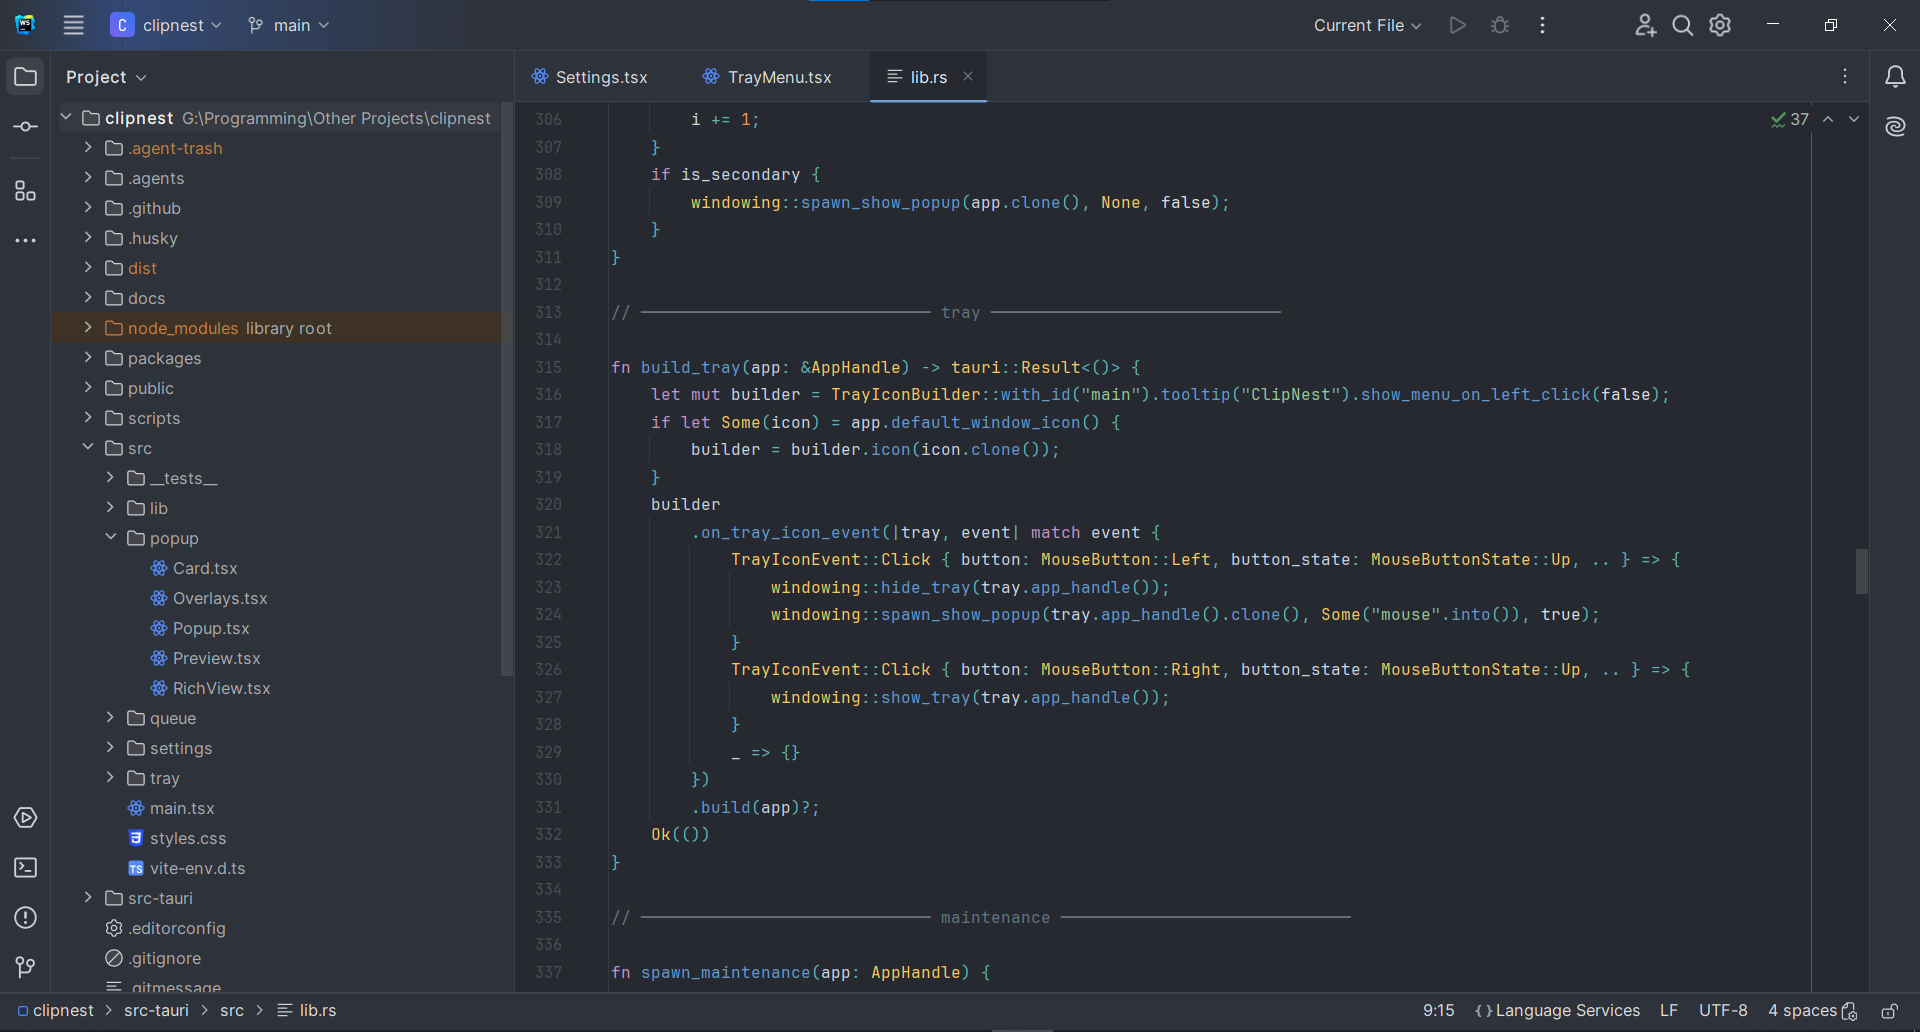 WS
C clipnest
main
Current File
Project
clipnest G:\Programming\Other Projects\clipnest
.agent-trash
.agents
.github
.husky
dist
docs
node_modules library root
packages
public
scripts
src
__tests__
lib
popup
Card.tsx
Overlays.tsx
Popup.tsx
Preview.tsx
RichView.tsx
queue
settings
tray
main.tsx
styles.css
TS vite-env.d.ts
src-tauri
.editorconfig
.gitignore
.gitmessage
Settings.tsx
TrayMenu.tsx
lib.rs
37
306 i += 1;
307 }
308 if is_secondary {
309 windowing::spawn_show_popup(app.clone(), None, false);
310 }
311 }
312
313 // ───────────────────────────── tray ─────────────────────────────
314
315 fn build_tray(app: &AppHandle) -> tauri::Result<()> {
316 let mut builder = TrayIconBuilder::with_id("main").tooltip("ClipNest").show_menu_on_left_click(false);
317 if let Some(icon) = app.default_window_icon() {
318 builder = builder.icon(icon.clone());
319 }
320 builder
321 .on_tray_icon_event(|tray, event| match event {
322 TrayIconEvent::Click { button: MouseButton::Left, button_state: MouseButtonState::Up, .. } => {
323 windowing::hide_tray(tray.app_handle());
324 windowing::spawn_show_popup(tray.app_handle().clone(), Some("mouse".into()), true);
325 }
326 TrayIconEvent::Click { button: MouseButton::Right, button_state: MouseButtonState::Up, .. } => {
327 windowing::show_tray(tray.app_handle());
328 }
329 _ => {}
330 })
331 .build(app)?;
332 Ok(())
333 }
334
335 // ───────────────────────────── maintenance ─────────────────────────────
336
337 fn spawn_maintenance(app: AppHandle) {
clipnest > src-tauri > src > lib.rs
9:15 {} Language Services LF UTF-8 4 spaces